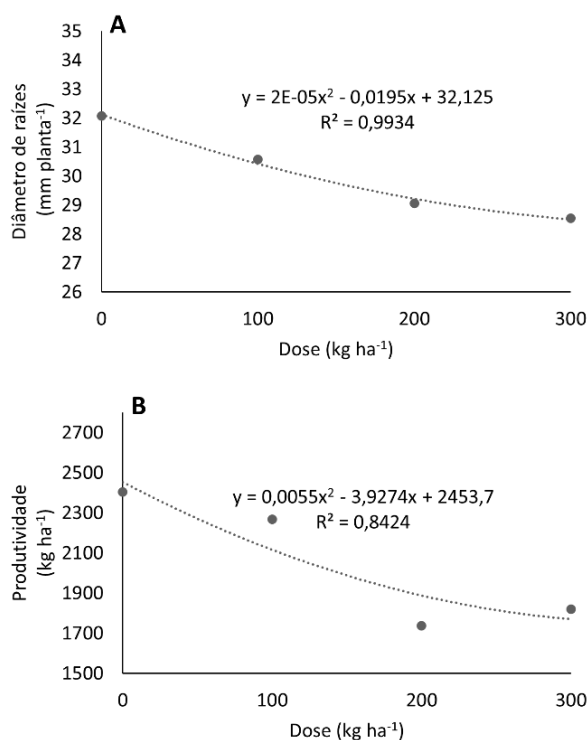 A
35
34
33
32
31
30
29
28
27
26
Diâmetro de raízes
(mm planta⁻¹)
y = 2E-05x² - 0,0195x + 32,125
R² = 0,9934
0 100 200 300
Dose (kg ha⁻¹)
B
2700
2500
2300
2100
1900
1700
1500
Produtividade
(kg ha⁻¹)
y = 0,0055x² - 3,9274x + 2453,7
R² = 0,8424
0 100 200 300
Dose (kg ha⁻¹)